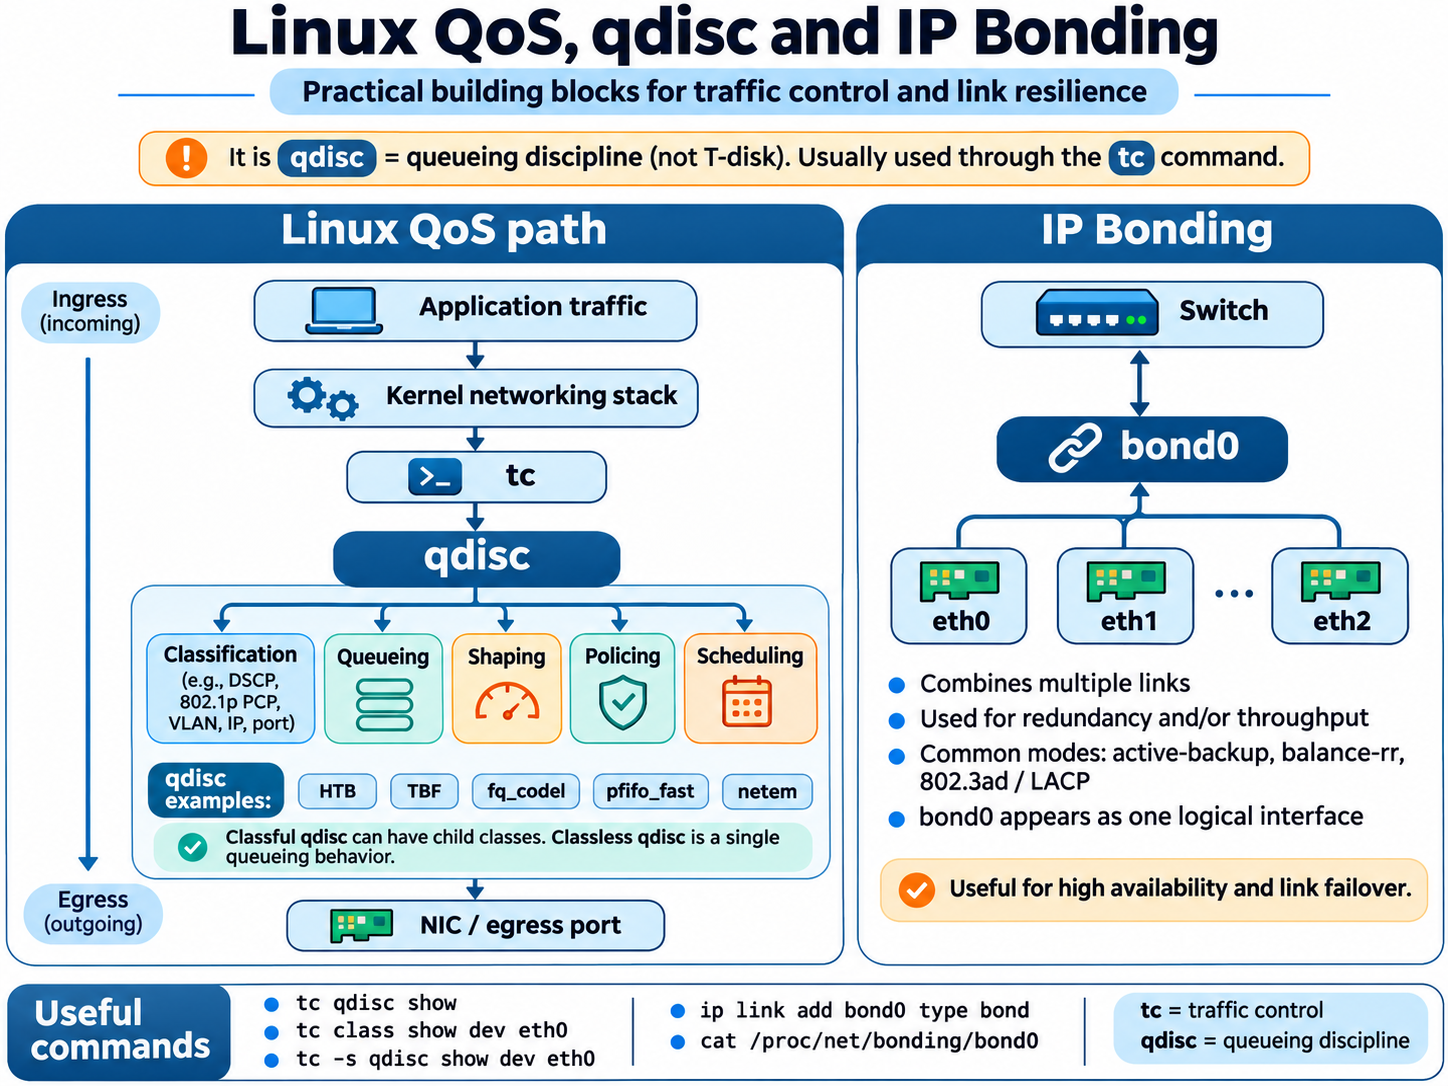 Linux QoS, qdisc and IP Bonding
Practical building blocks for traffic control and link resilience
! It is qdisc = queueing discipline (not T-disk). Usually used through the tc command.
Linux QoS path
Ingress
(incoming)
Application traffic
Kernel networking stack
>_ tc
qdisc
Classification
(e.g., DSCP,
802.1p PCP,
VLAN, IP, port)
Queueing
Shaping
Policing
Scheduling
qdisc
examples:
HTB
TBF
fq_codel
pfifo_fast
netem
Classful qdisc can have child classes. Classless qdisc is a single
queueing behavior.
Egress
(outgoing)
NIC / egress port
IP Bonding
Switch
bond0
eth0
eth1
...
eth2
Combines multiple links
Used for redundancy and/or throughput
Common modes: active-backup, balance-rr,
802.3ad / LACP
bond0 appears as one logical interface
Useful for high availability and link failover.
Useful
commands
tc qdisc show
tc class show dev eth0
tc -s qdisc show dev eth0
ip link add bond0 type bond
cat /proc/net/bonding/bond0
tc = traffic control
qdisc = queueing discipline